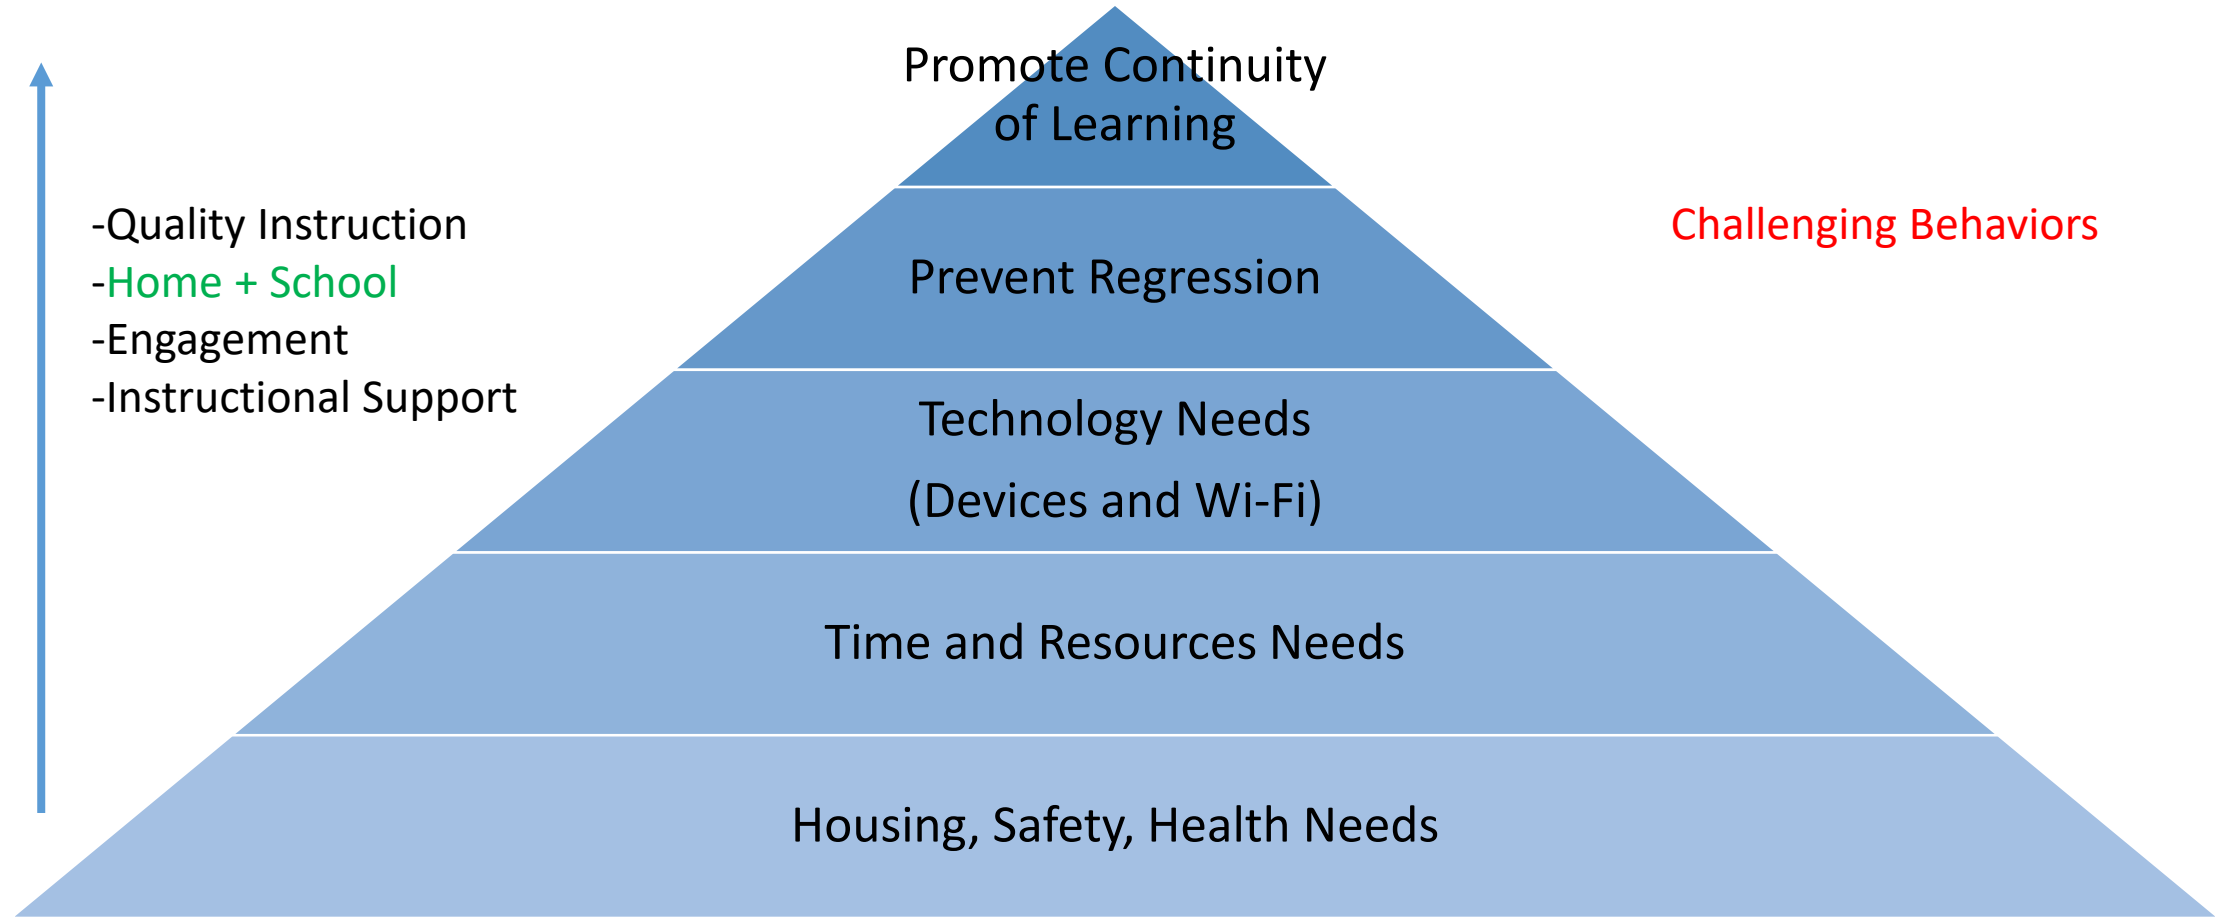 Promote Continuity
of Learning
-Quality Instruction
-Home + School
-Engagement
-Instructional Support
Challenging Behaviors
Prevent Regression
Technology Needs
(Devices and Wi-Fi)
Time and Resources Needs
Housing, Safety, Health Needs